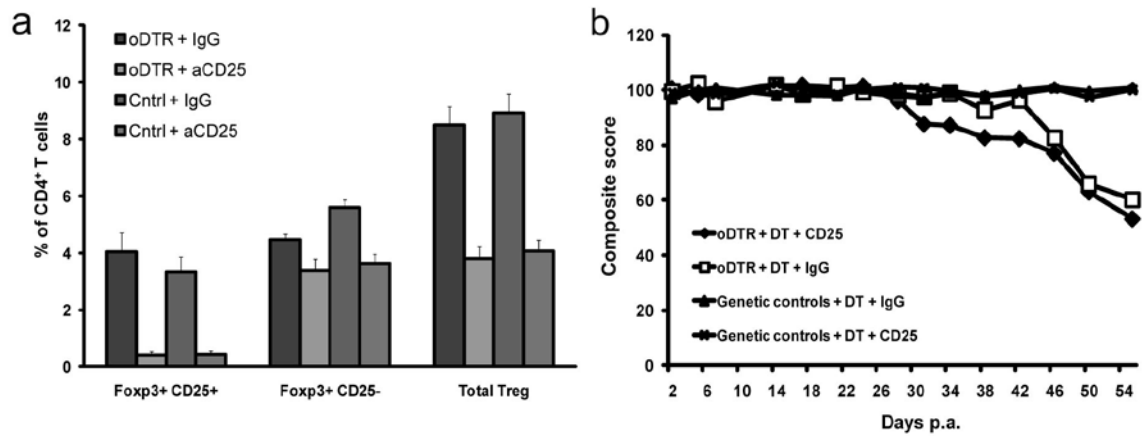 a
12
10
8
6
4
2
0
% of CD4+ T cells
oDTR + IgG
oDTR + aCD25
Cntrl + IgG
Cntrl + aCD25
Foxp3+ CD25+
Foxp3+ CD25-
Total Treg
b
120
100
80
60
40
20
0
Composite score
oDTR + DT + CD25
oDTR + DT + IgG
Genetic controls + DT + IgG
Genetic controls + DT + CD25
2 6 10 14 18 22 26 30 34 38 42 46 50 54
Days p.a.